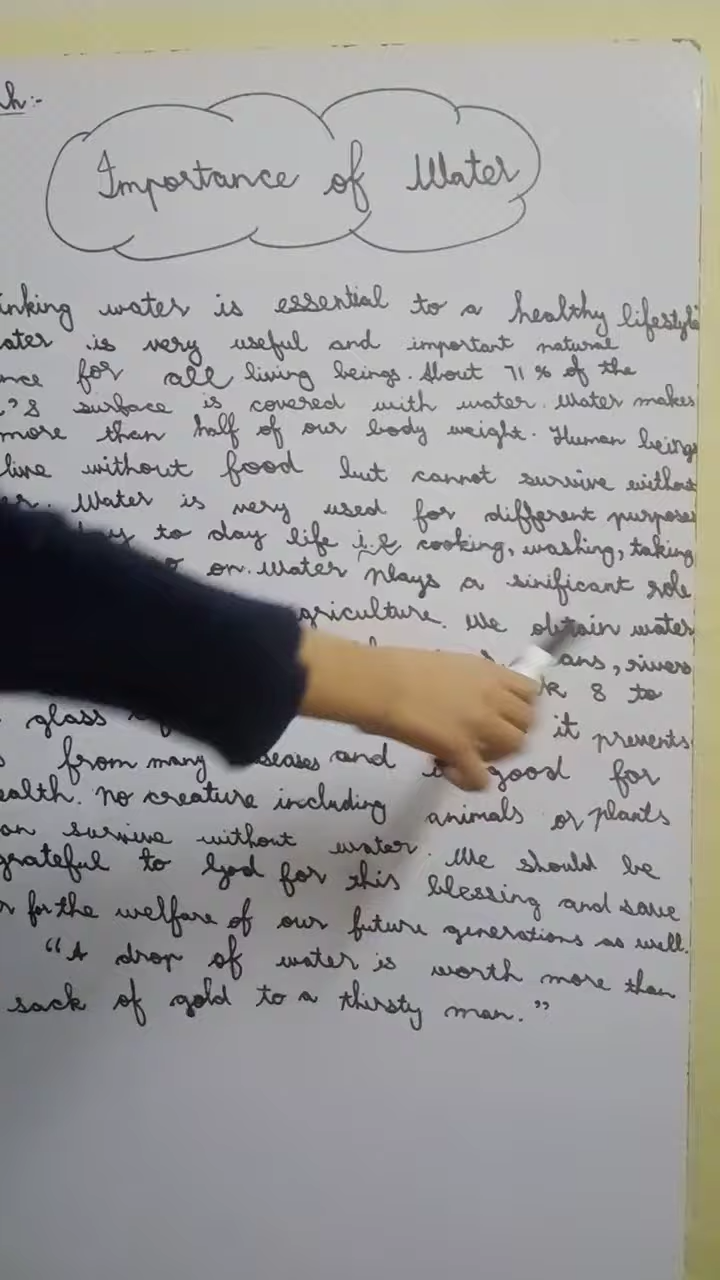 h:-
Importance of Water
inking water is essential to a healthy lifestyle
ater is very useful and important natural
nce for all living beings. About 71% of the
"8 surface is covered with water. Water makes
more than half of our body weight. Human beings
live without food but cannot survive without
er. Water is very used for different purposes
to day life i.e cooking, washing, taking
on. Water plays a sinificant role
griculture. We obtain water
ans, rivers
8 to
glass it prevents
from many and good for
ealth. No creature including animals or plants
an survive without water. We should be
grateful to God for this blessing and save
r for the welfare of our future generations as well.
"A drop of water is worth more than
sack of gold to a thirsty man."